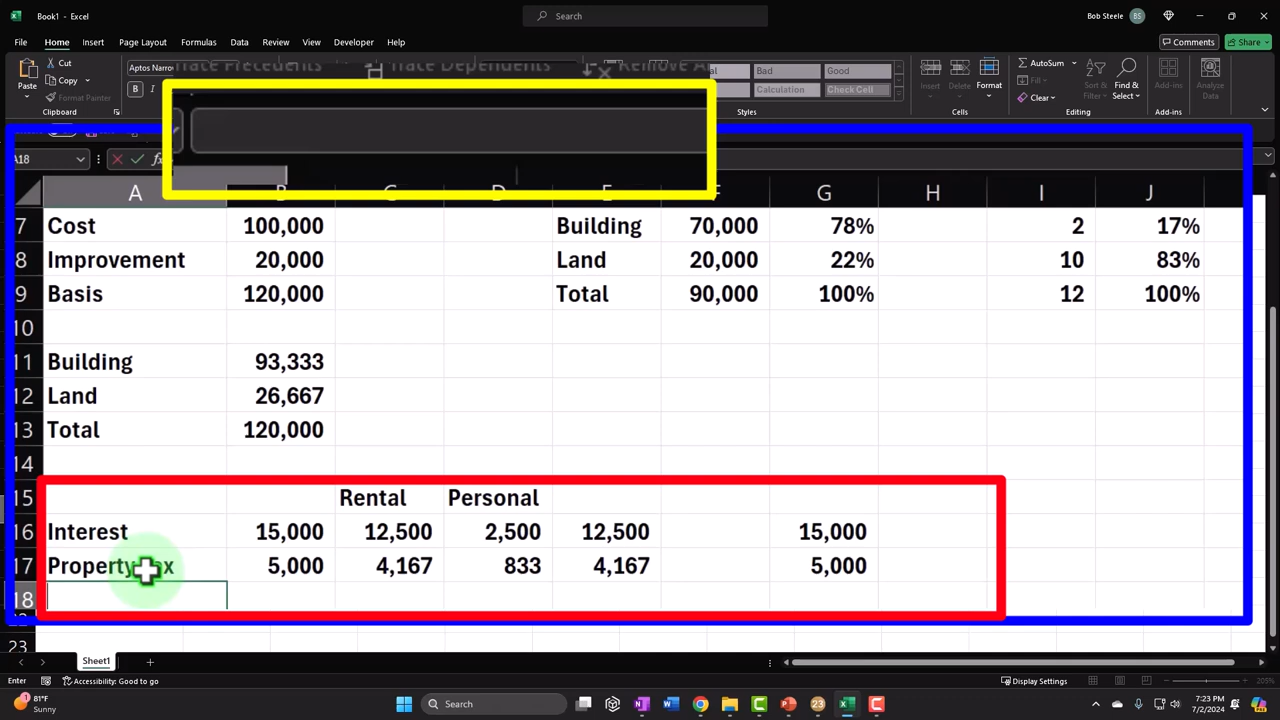 Book1 - Excel
Search
Bob Steele BS
File Home Insert Page Layout Formulas Data Review View Developer Help
Comments Share
Paste
Cut
Copy
Format Painter
Clipboard
Aptos Narrow
B I
Trace Dependents
Bad Good
Calculation Check Cell
Styles
Insert Delete Format
Cells
AutoSum
Fill
Clear
Sort & Filter
Find & Select
Editing
Add-ins
Add-ins
Analyze Data
A18 fx
A B C D E F G H I J
7 Cost 100,000 Building 70,000 78% 2 17%
8 Improvement 20,000 Land 20,000 22% 10 83%
9 Basis 120,000 Total 90,000 100% 12 100%
10
11 Building 93,333
12 Land 26,667
13 Total 120,000
14
15 Rental Personal
16 Interest 15,000 12,500 2,500 12,500 15,000
17 Property 5,000 4,167 833 4,167 5,000
18
23
Sheet1
Enter Accessibility: Good to go Display Settings 205%
81°F
Sunny
Search
23
7:23 PM
7/2/2024